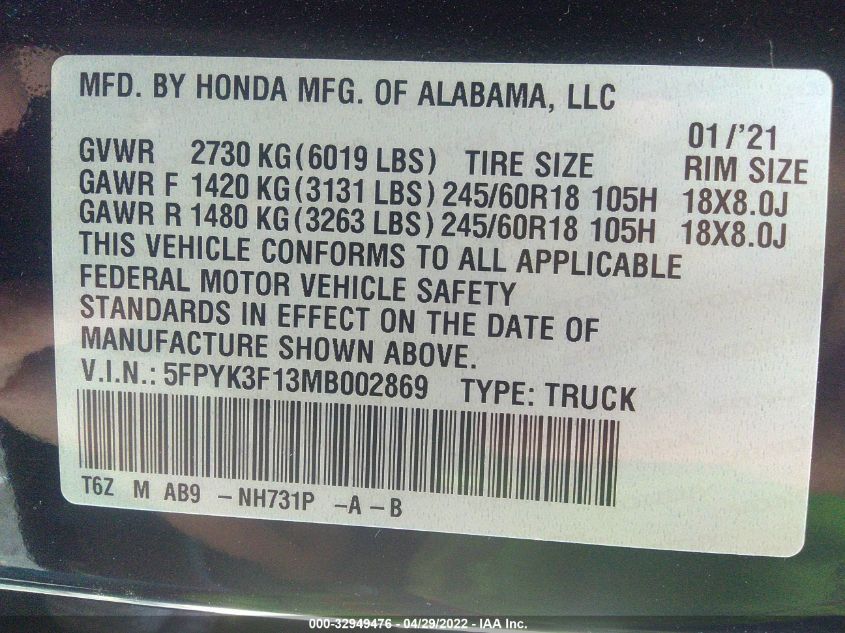 MFD. BY HONDA MFG. OF ALABAMA, LLC
01/'21
GVWR 2730 KG(6019 LBS) TIRE SIZE RIM SIZE
GAWR F 1420 KG(3131 LBS) 245/60R18 105H 18X8.0J
GAWR R 1480 KG(3263 LBS) 245/60R18 105H 18X8.0J
THIS VEHICLE CONFORMS TO ALL APPLICABLE
FEDERAL MOTOR VEHICLE SAFETY
STANDARDS IN EFFECT ON THE DATE OF
MANUFACTURE SHOWN ABOVE.
V.I.N.: 5FPYK3F13MB002869 TYPE: TRUCK
T6Z M AB9 -NH731P -A-B
000-32949476 - 04/29/2022 - IAA Inc.